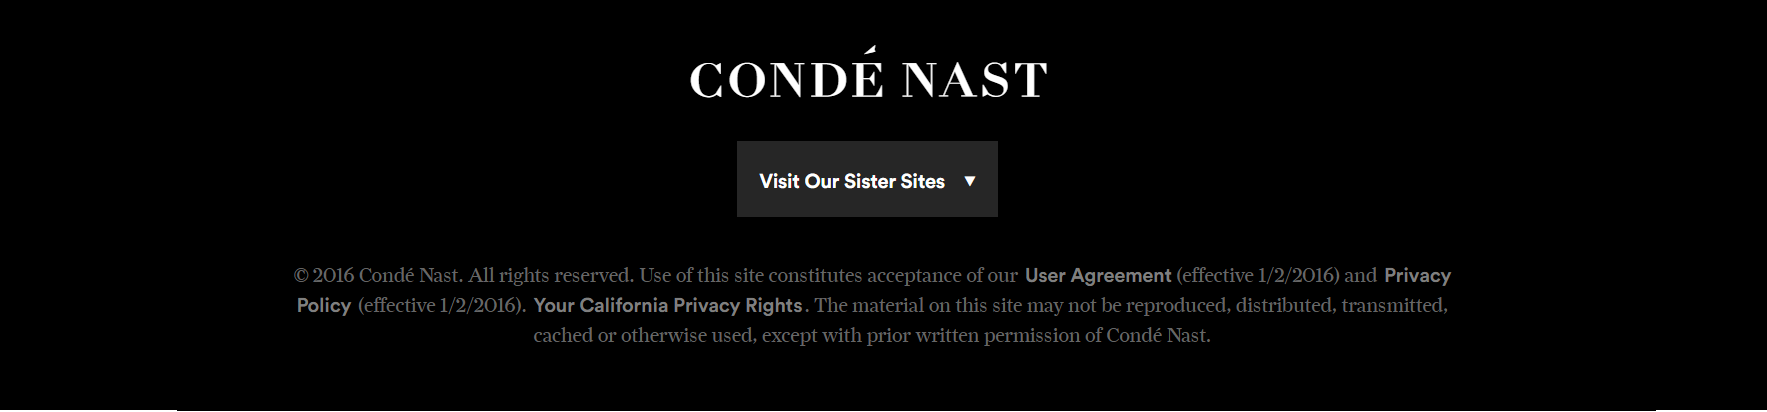 CONDÉ NAST
Visit Our Sister Sites ▼
© 2016 Condé Nast. All rights reserved. Use of this site constitutes acceptance of our User Agreement (effective 1/2/2016) and Privacy
Policy (effective 1/2/2016). Your California Privacy Rights. The material on this site may not be reproduced, distributed, transmitted,
cached or otherwise used, except with prior written permission of Condé Nast.